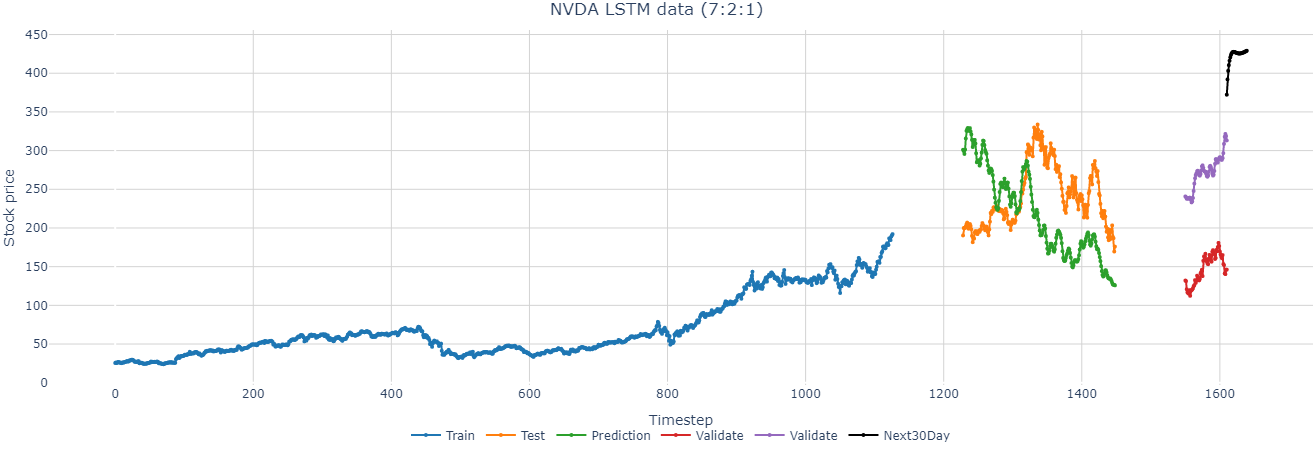 NVDA LSTM data (7:2:1)
450
400
350
300
250
200
150
100
50
0
Stock price
0 200 400 600 800 1000 1200 1400 1600
Timestep
Train Test Prediction Validate Validate Next30Day